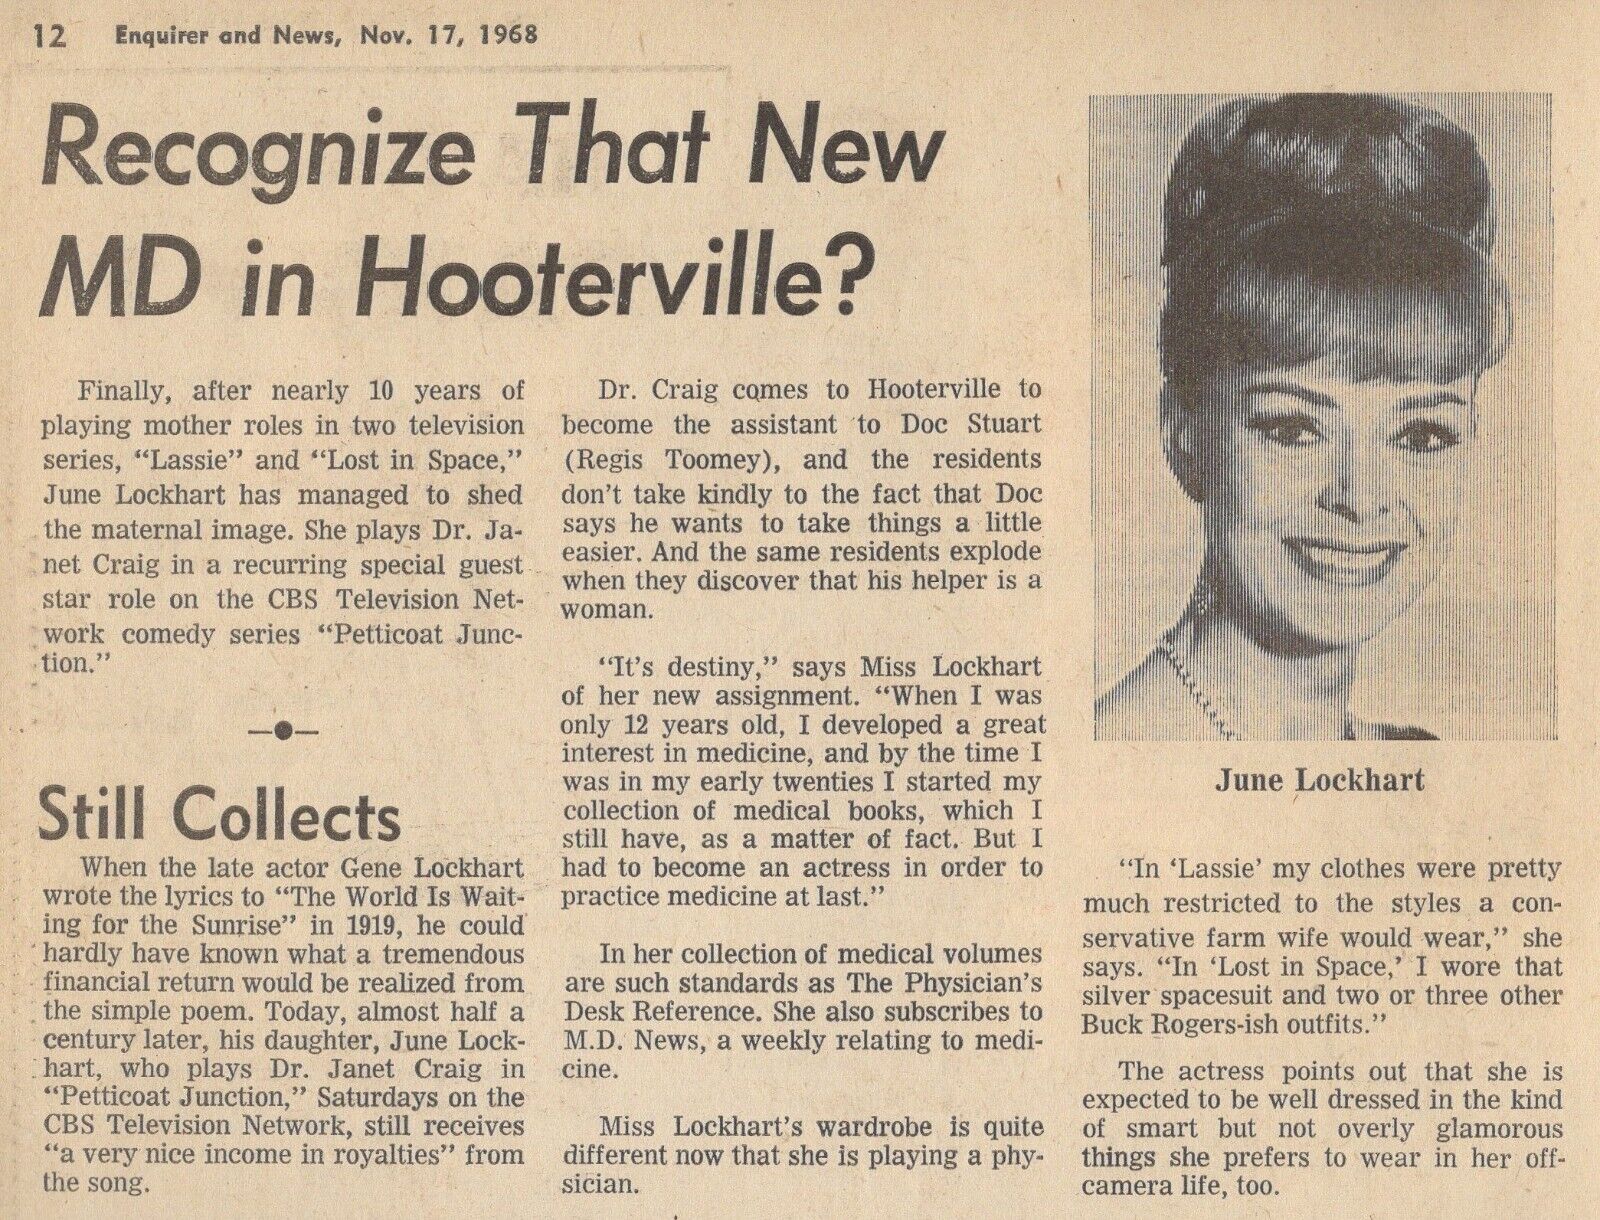 12 Enquirer and News, Nov. 17, 1968
Recognize That New
MD in Hooterville?
Finally, after nearly 10 years of
playing mother roles in two television
series, “Lassie” and “Lost in Space,”
June Lockhart has managed to shed
the maternal image. She plays Dr. Ja-
net Craig in a recurring special guest
star role on the CBS Television Net-
work comedy series “Petticoat Junc-
tion.”
Still Collects
When the late actor Gene Lockhart
wrote the lyrics to “The World Is Wait-
ing for the Sunrise” in 1919, he could
hardly have known what a tremendous
financial return would be realized from
the simple poem. Today, almost half a
century later, his daughter, June Lock-
hart, who plays Dr. Janet Craig in
“Petticoat Junction,” Saturdays on the
CBS Television Network, still receives
“a very nice income in royalties” from
the song.
Dr. Craig comes to Hooterville to
become the assistant to Doc Stuart
(Regis Toomey), and the residents
don’t take kindly to the fact that Doc
says he wants to take things a little
easier. And the same residents explode
when they discover that his helper is a
woman.
“It’s destiny,” says Miss Lockhart
of her new assignment. “When I was
only 12 years old, I developed a great
interest in medicine, and by the time I
was in my early twenties I started my
collection of medical books, which I
still have, as a matter of fact. But I
had to become an actress in order to
practice medicine at last.”
In her collection of medical volumes
are such standards as The Physician’s
Desk Reference. She also subscribes to
M.D. News, a weekly relating to medi-
cine.
Miss Lockhart’s wardrobe is quite
different now that she is playing a phy-
sician.
June Lockhart
“In ‘Lassie’ my clothes were pretty
much restricted to the styles a con-
servative farm wife would wear,” she
says. “In ‘Lost in Space,’ I wore that
silver spacesuit and two or three other
Buck Rogers-ish outfits.”
The actress points out that she is
expected to be well dressed in the kind
of smart but not overly glamorous
things she prefers to wear in her off-
camera life, too.